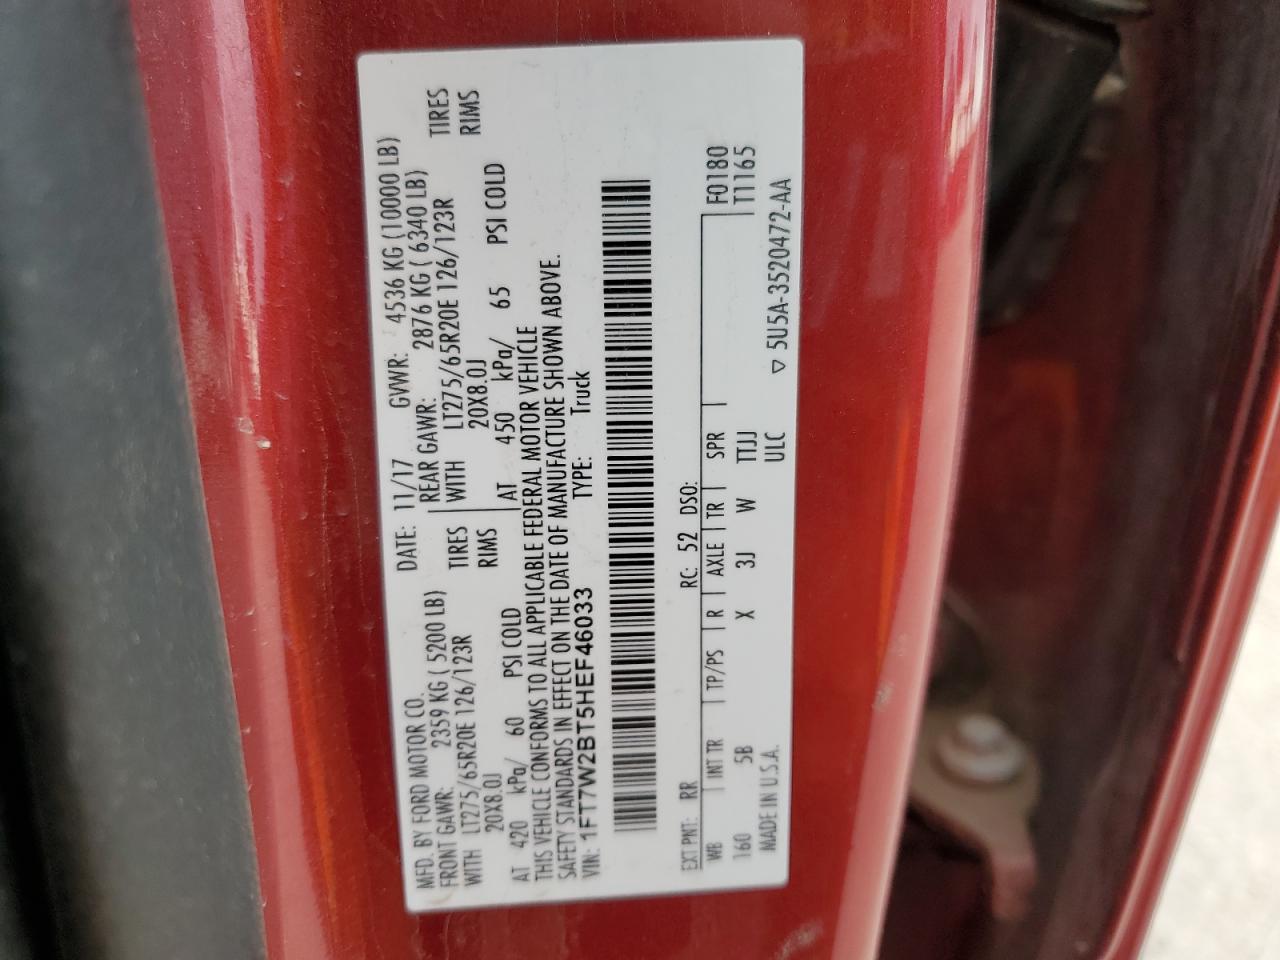 MFD. BY FORD MOTOR CO. DATE: 11/17 GVWR: 4536 KG (10000 LB)
FRONT GAWR: 2359 KG ( 5200 LB) REAR GAWR: 2876 KG ( 6340 LB)
WITH LT275/65R20E 126/123R TIRES WITH LT275/65R20E 126/123R TIRES
20X8.0J RIMS 20X8.0J RIMS
AT 420 kPa/ 60 PSI COLD AT 450 kPa/ 65 PSI COLD
THIS VEHICLE CONFORMS TO ALL APPLICABLE FEDERAL MOTOR VEHICLE
SAFETY STANDARDS IN EFFECT ON THE DATE OF MANUFACTURE SHOWN ABOVE.
VIN: 1FT7W2BT5HEF46033 TYPE: Truck
EXT PNT: RR RC: 52 DSO: F0180
WB INT TR TP/PS R AXLE TR SPR T1165
160 5B X 3J W TTJJ
MADE IN U.S.A. ULC ▽ 5U5A-3520472-AA